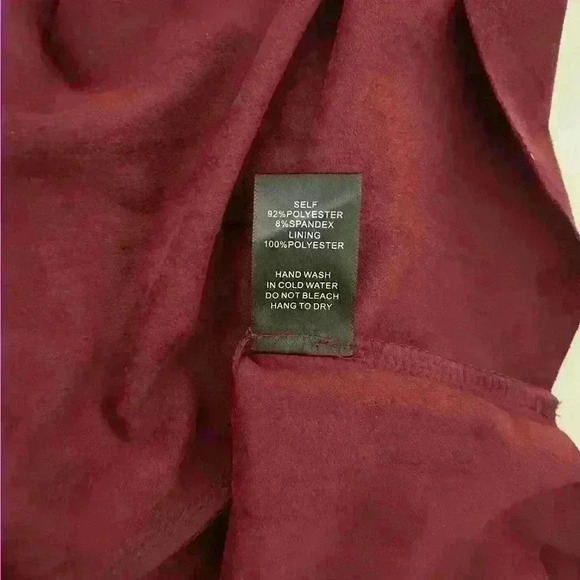 SELF
92%POLYESTER
8%SPANDEX
LINING
100%POLYESTER
HAND WASH
IN COLD WATER
DO NOT BLEACH
HANG TO DRY